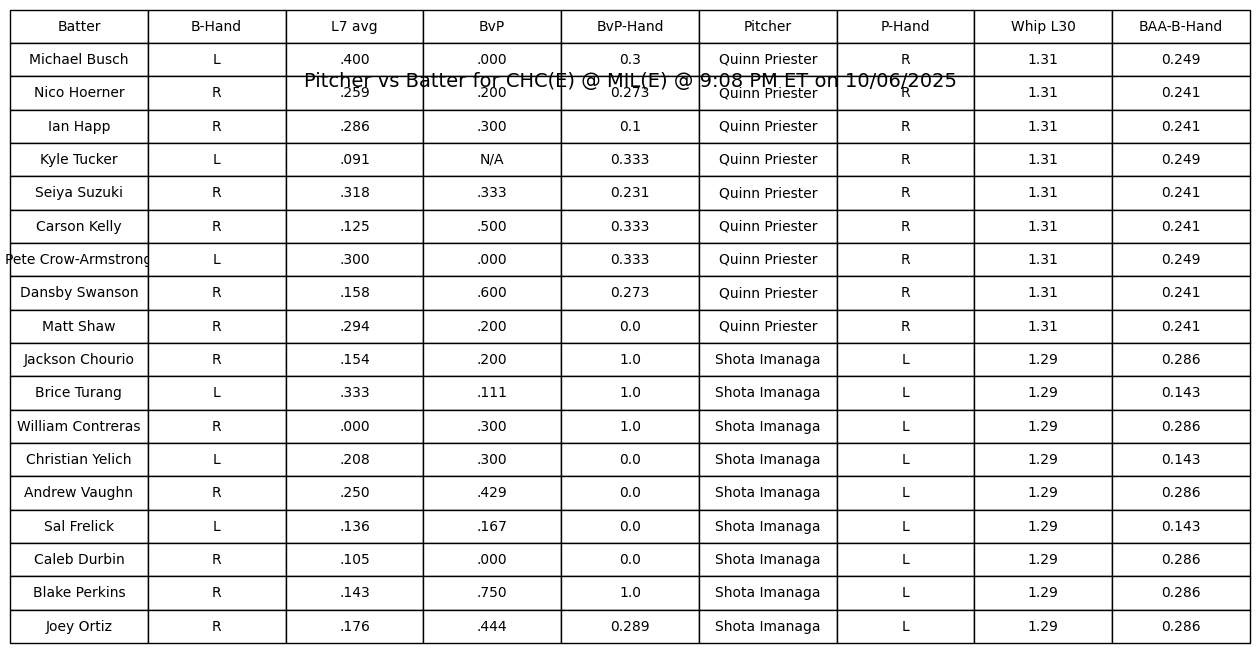 Batter B-Hand L7 avg BvP BvP-Hand Pitcher P-Hand Whip L30 BAA-B-Hand
Michael Busch L .400 .000 0.3 Quinn Priester R 1.31 0.249
Pitcher vs Batter for CHC(E) @ MIL(E) @ 9:08 PM ET on 10/06/2025
Nico Hoerner R .259 .200 0.273 Quinn Priester R 1.31 0.241
Ian Happ R .286 .300 0.1 Quinn Priester R 1.31 0.241
Kyle Tucker L .091 N/A 0.333 Quinn Priester R 1.31 0.249
Seiya Suzuki R .318 .333 0.231 Quinn Priester R 1.31 0.241
Carson Kelly R .125 .500 0.333 Quinn Priester R 1.31 0.241
Pete Crow-Armstrong L .300 .000 0.333 Quinn Priester R 1.31 0.249
Dansby Swanson R .158 .600 0.273 Quinn Priester R 1.31 0.241
Matt Shaw R .294 .200 0.0 Quinn Priester R 1.31 0.241
Jackson Chourio R .154 .200 1.0 Shota Imanaga L 1.29 0.286
Brice Turang L .333 .111 1.0 Shota Imanaga L 1.29 0.143
William Contreras R .000 .300 1.0 Shota Imanaga L 1.29 0.286
Christian Yelich L .208 .300 0.0 Shota Imanaga L 1.29 0.143
Andrew Vaughn R .250 .429 0.0 Shota Imanaga L 1.29 0.286
Sal Frelick L .136 .167 0.0 Shota Imanaga L 1.29 0.143
Caleb Durbin R .105 .000 0.0 Shota Imanaga L 1.29 0.286
Blake Perkins R .143 .750 1.0 Shota Imanaga L 1.29 0.286
Joey Ortiz R .176 .444 0.289 Shota Imanaga L 1.29 0.286